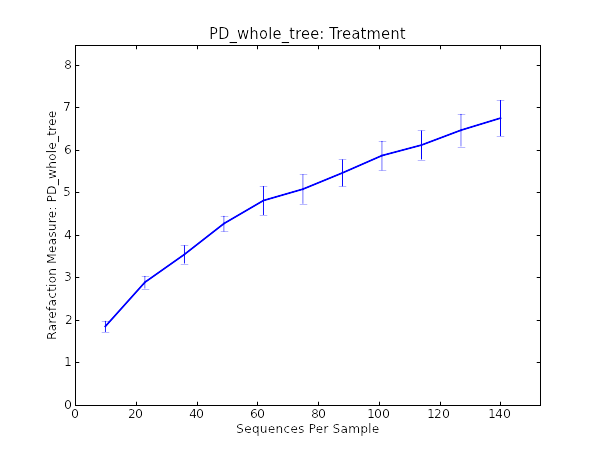 PD_whole_tree: Treatment
Rarefaction Measure: PD_whole_tree
8
7
6
5
4
3
2
1
0
0 20 40 60 80 100 120 140
Sequences Per Sample